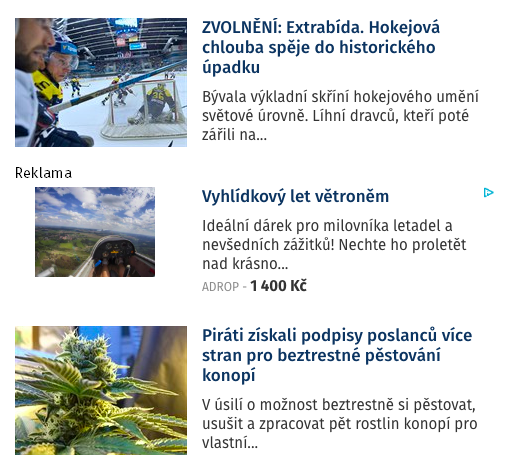 ZVOLNĚNÍ: Extrabída. Hokejová
chlouba spěje do historického
úpadku
Bývala výkladní skříní hokejového umění
světové úrovně. Líhní dravců, kteří poté
zářili na...
Reklama
Vyhlídkový let větroněm
Ideální dárek pro milovníka letadel a
nevšedních zážitků! Nechte ho proletět
nad krásno...
ADROP - 1 400 Kč
Piráti získali podpisy poslanců více
stran pro beztrestné pěstování
konopí
V úsilí o možnost beztrestně si pěstovat,
usušit a zpracovat pět rostlin konopí pro
vlastní...